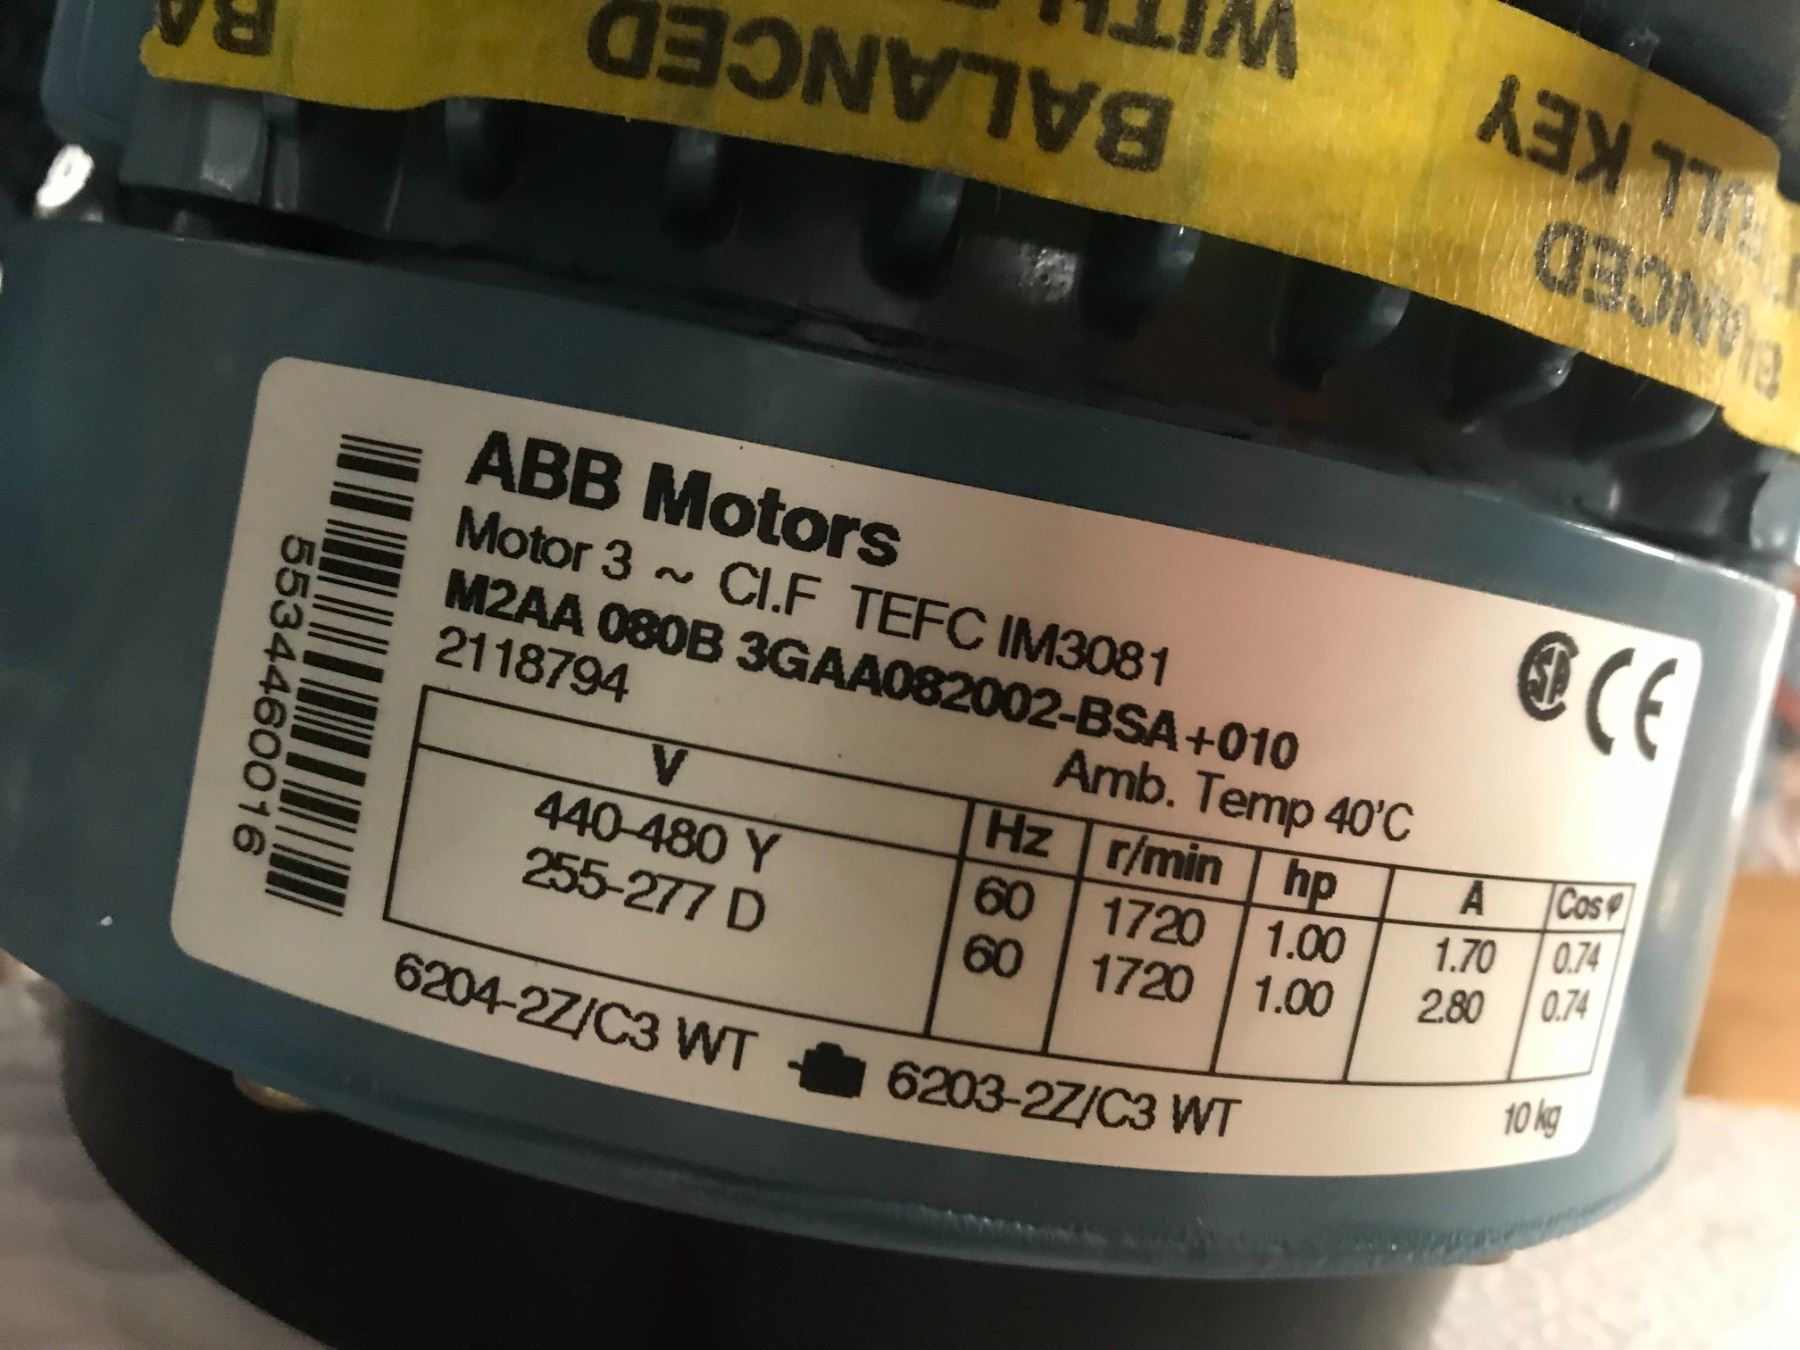 BALANCED
WITH
FULL KEY
BALANCED
BA
ABB Motors
Motor 3 ~ Cl.F TEFC IM3081
M2AA 080B 3GAA082002-BSA +010
2118794 Amb. Temp 40'C
V Hz r/min hp A Cos φ
440-480 Y 60 1720 1.00 1.70 0.74
255-277 D 60 1720 1.00 2.80 0.74
6204-2Z/C3 WT 6203-2Z/C3 WT 10 kg
5534460016
SA CE